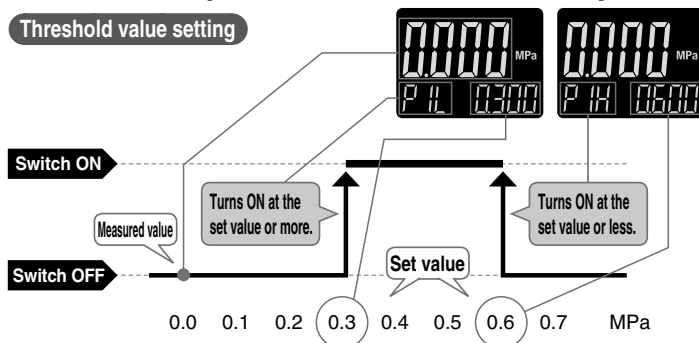 Threshold value setting
0.000 MPa
P 1L 0.300
0.000 MPa
P 1H 0.600
Switch ON
Turns ON at the
set value or more.
Turns ON at the
set value or less.
Measured value
Set value
Switch OFF
0.0 0.1 0.2 0.3 0.4 0.5 0.6 0.7 MPa